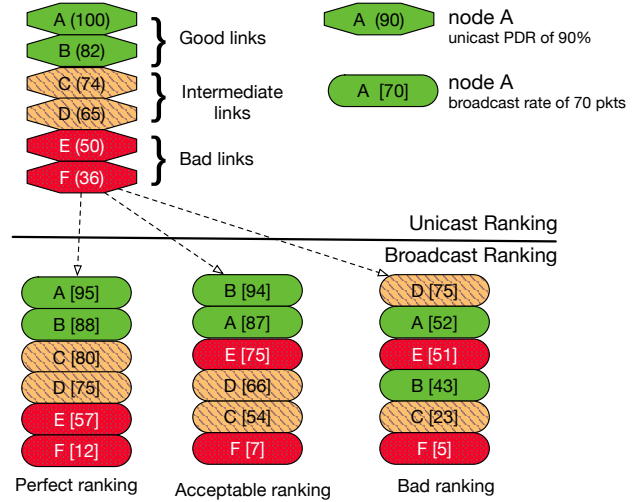 A (100)
B (82)
C (74)
D (65)
E (50)
F (36)
Good links
Intermediate
links
Bad links
A (90)
node A
unicast PDR of 90%
A [70]
node A
broadcast rate of 70 pkts
Unicast Ranking
Broadcast Ranking
A [95]
B [88]
C [80]
D [75]
E [57]
F [12]
Perfect ranking
B [94]
A [87]
E [75]
D [66]
C [54]
F [7]
Acceptable ranking
D [75]
A [52]
E [51]
B [43]
C [23]
F [5]
Bad ranking